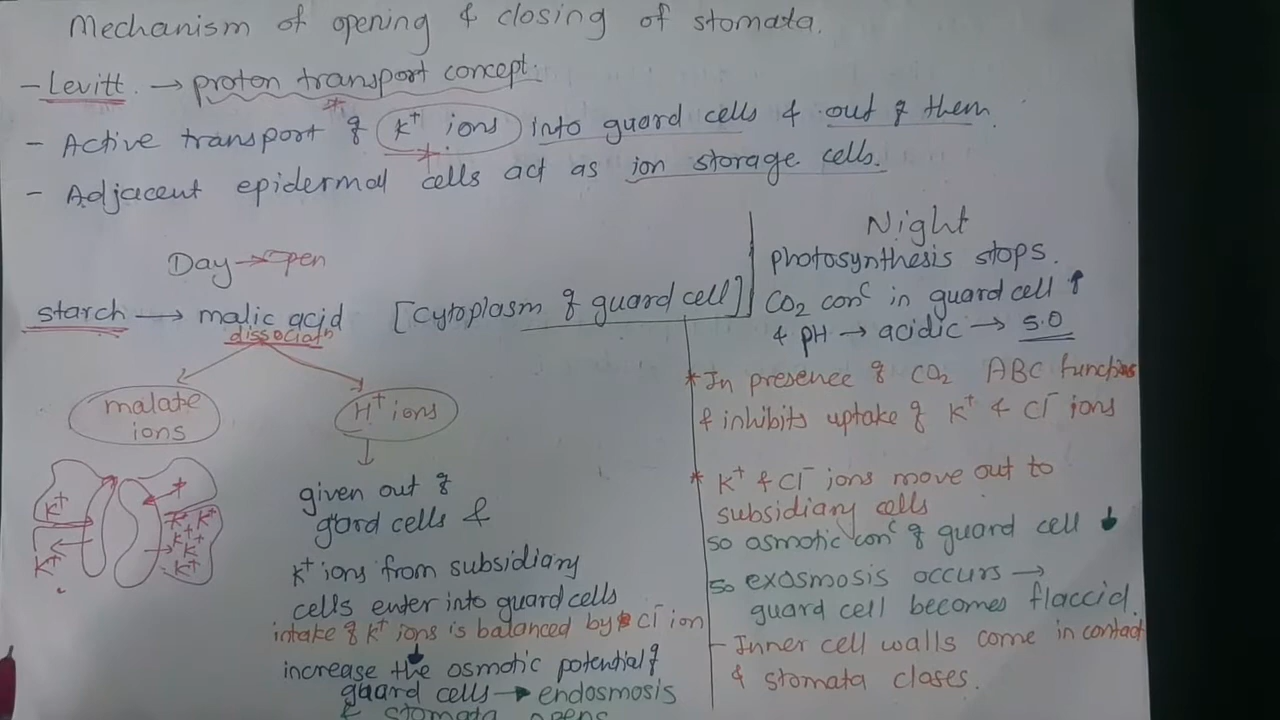 Mechanism of opening & closing of stomata.
- Levitt. → proton transport concept.
- Active transport of K+ ions into guard cells & out of them.
- Adjacent epidermal cells act as ion storage cells.
Day → Open
starch → malic acid [cytoplasm of guard cell]
dissociatn
malate ions
H+ ions
K+
K+
K+ K+
K+
K+
K+
given out of
gard cells &
K+ ions from subsidiary
cells enter into guard cells
intake of K+ ions is balanced by Cl- ion
increase the osmotic potential of
guard cells → endosmosis
& stomata opens
Night
photosynthesis stops.
CO2 conc in guard cell ↑
& pH → acidic → 5.0
* In presence of CO2 ABC functions
& inhibits uptake of K+ & Cl- ions
* K+ & Cl- ions move out to
subsidiary cells
so osmotic conc of guard cell ↓
so exosmosis occurs →
guard cell becomes flaccid.
- Inner cell walls come in contact
& stomata closes.